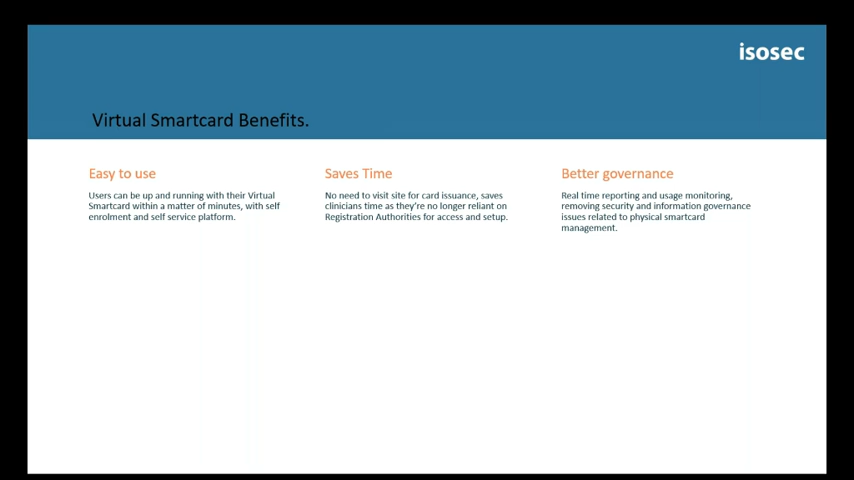 isosec
Virtual Smartcard Benefits.
Easy to use
Users can be up and running with their Virtual
Smartcard within a matter of minutes, with self
enrolment and self service platform.
Saves Time
No need to visit site for card issuance, saves
clinicians time as they're no longer reliant on
Registration Authorities for access and setup.
Better governance
Real time reporting and usage monitoring,
removing security and information governance
issues related to physical smartcard
management.